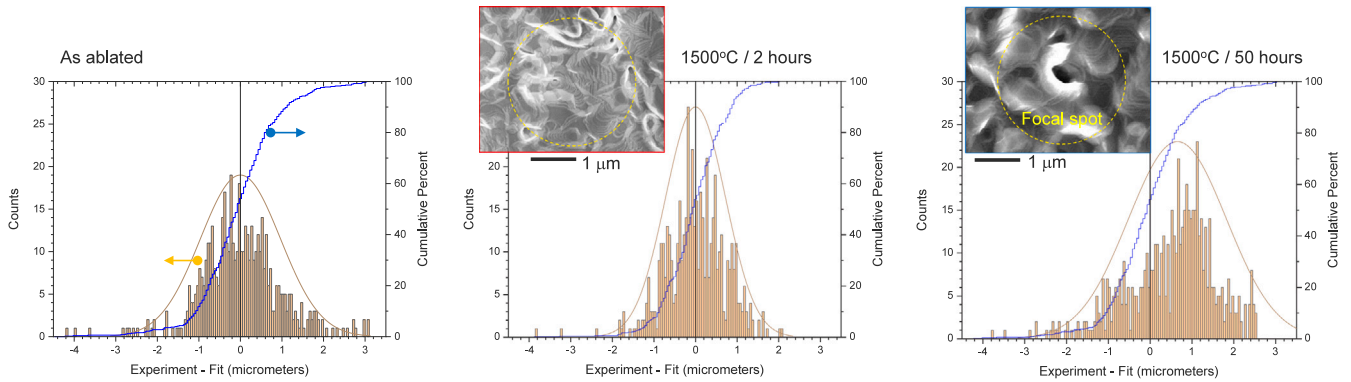 As ablated
30
25
20
15
10
5
0
Counts
100
80
60
40
20
0
Cumulative Percent
-4 -3 -2 -1 0 1 2 3
Experiment - Fit (micrometers)
1500°C / 2 hours
1 μm
30
25
20
15
10
5
0
Counts
100
80
60
40
20
0
Cumulative Percent
-4 -3 -2 -1 0 1 2 3
Experiment - Fit (micrometers)
1500°C / 50 hours
Focal spot
1 μm
30
25
20
15
10
5
0
Counts
100
80
60
40
20
0
Cumulative Percent
-4 -3 -2 -1 0 1 2 3
Experiment - Fit (micrometers)